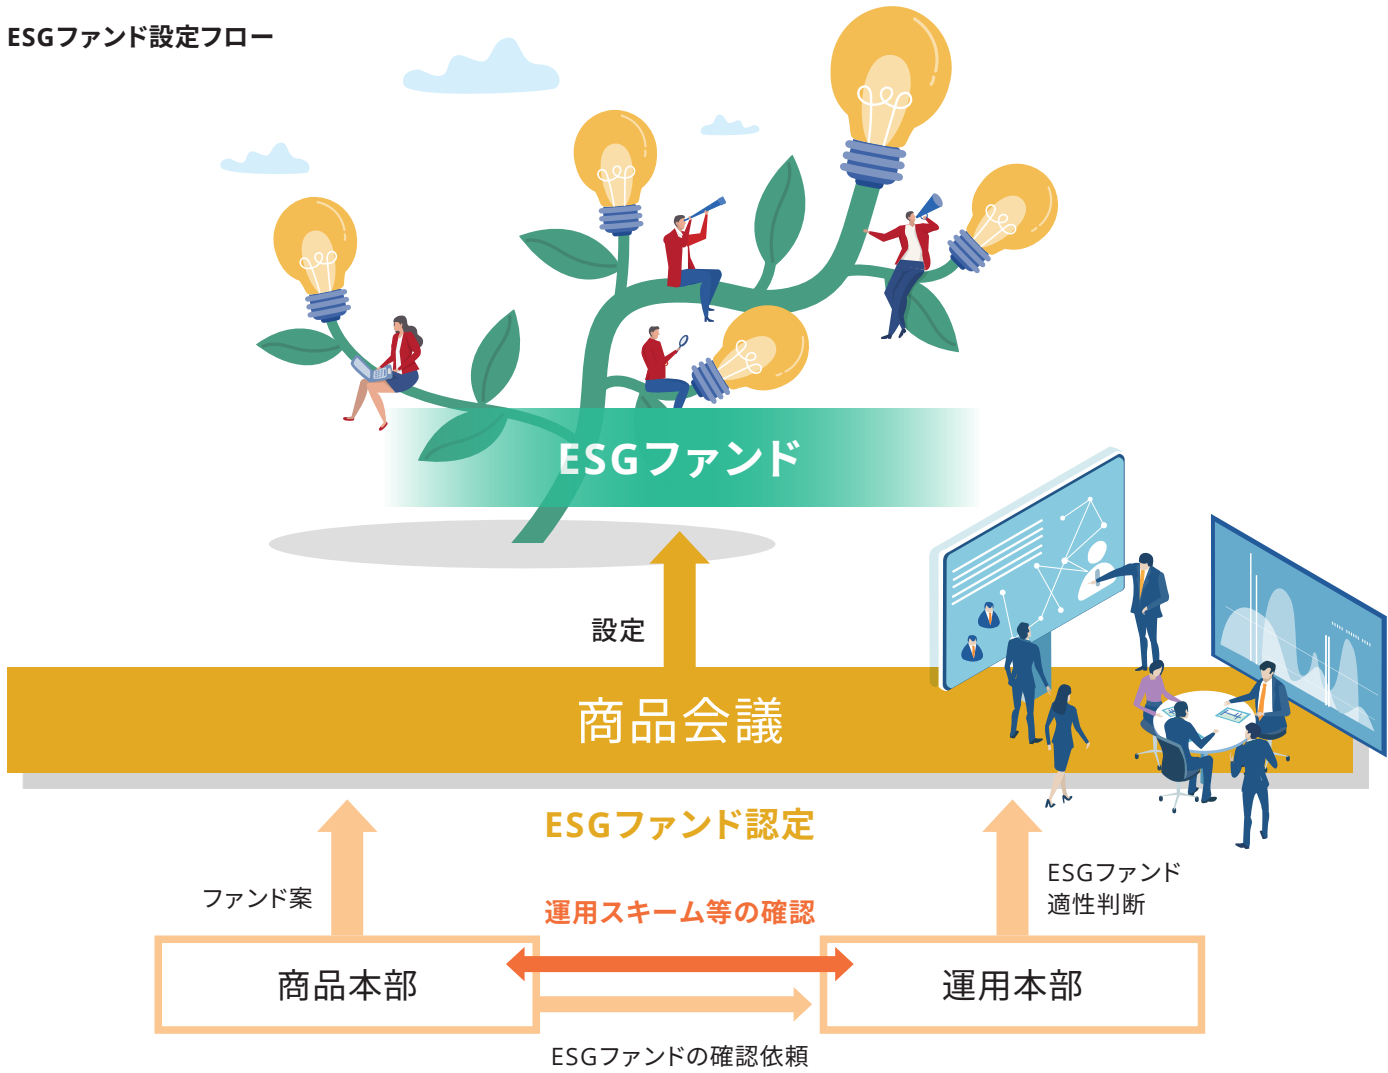 ESGファンド設定フロー
ESGファンド
設定
商品会議
ESGファンド認定
ファンド案
ESGファンド
適性判断
運用スキーム等の確認
商品本部
運用本部
ESGファンドの確認依頼